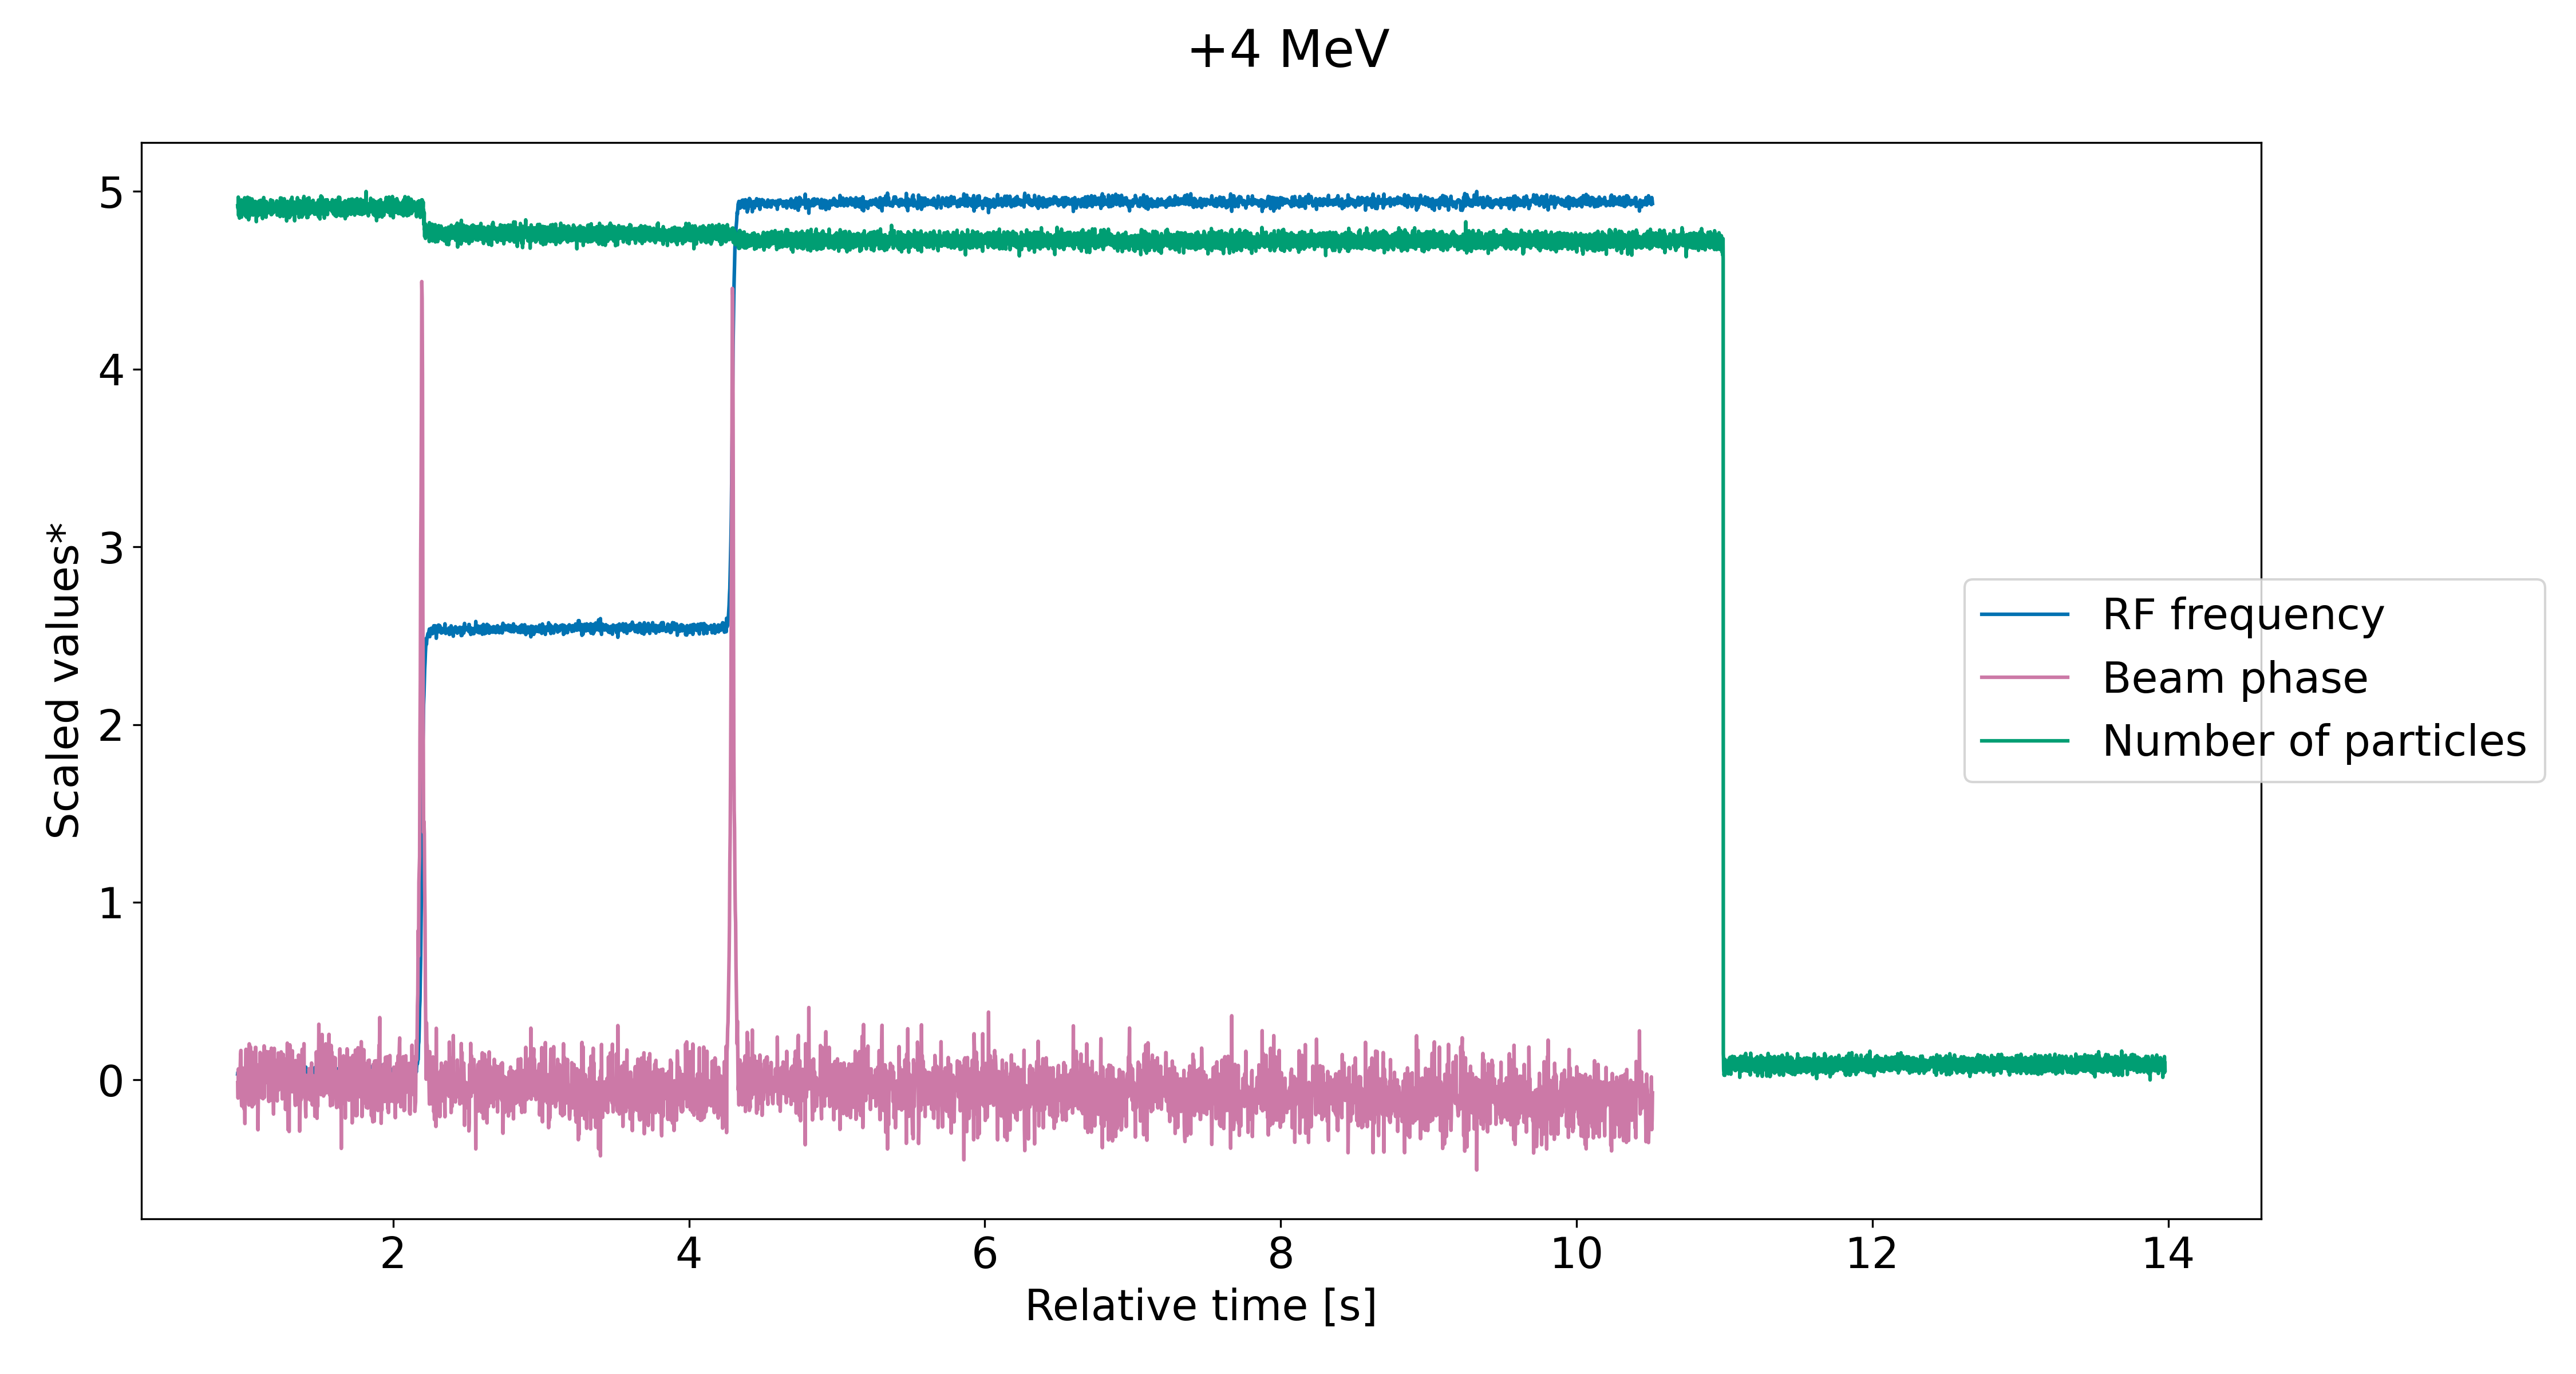 +4 MeV
5
4
3
2
1
0
Scaled values*
RF frequency
Beam phase
Number of particles
2 4 6 8 10 12 14
Relative time [s]